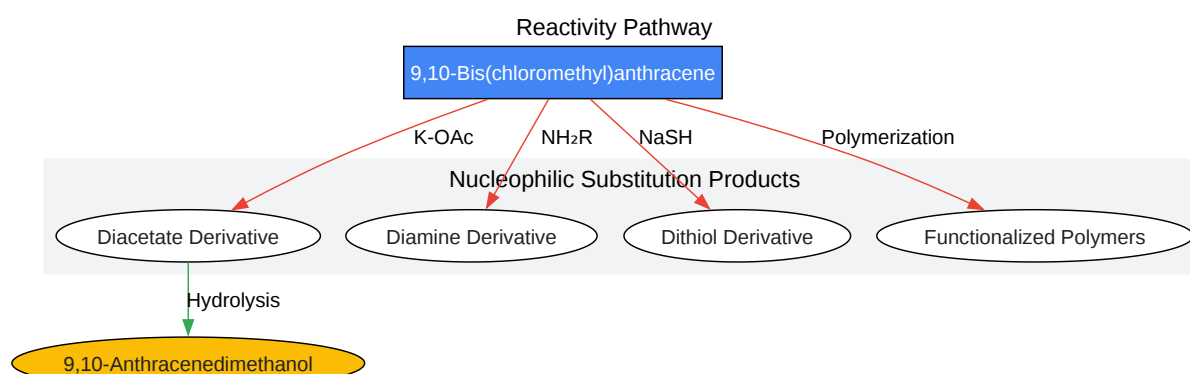 Reactivity Pathway
9,10-Bis(chloromethyl)anthracene
K-OAc
NH₂R
NaSH
Polymerization
Nucleophilic Substitution Products
Diacetate Derivative
Diamine Derivative
Dithiol Derivative
Functionalized Polymers
Hydrolysis
9,10-Anthracenedimethanol